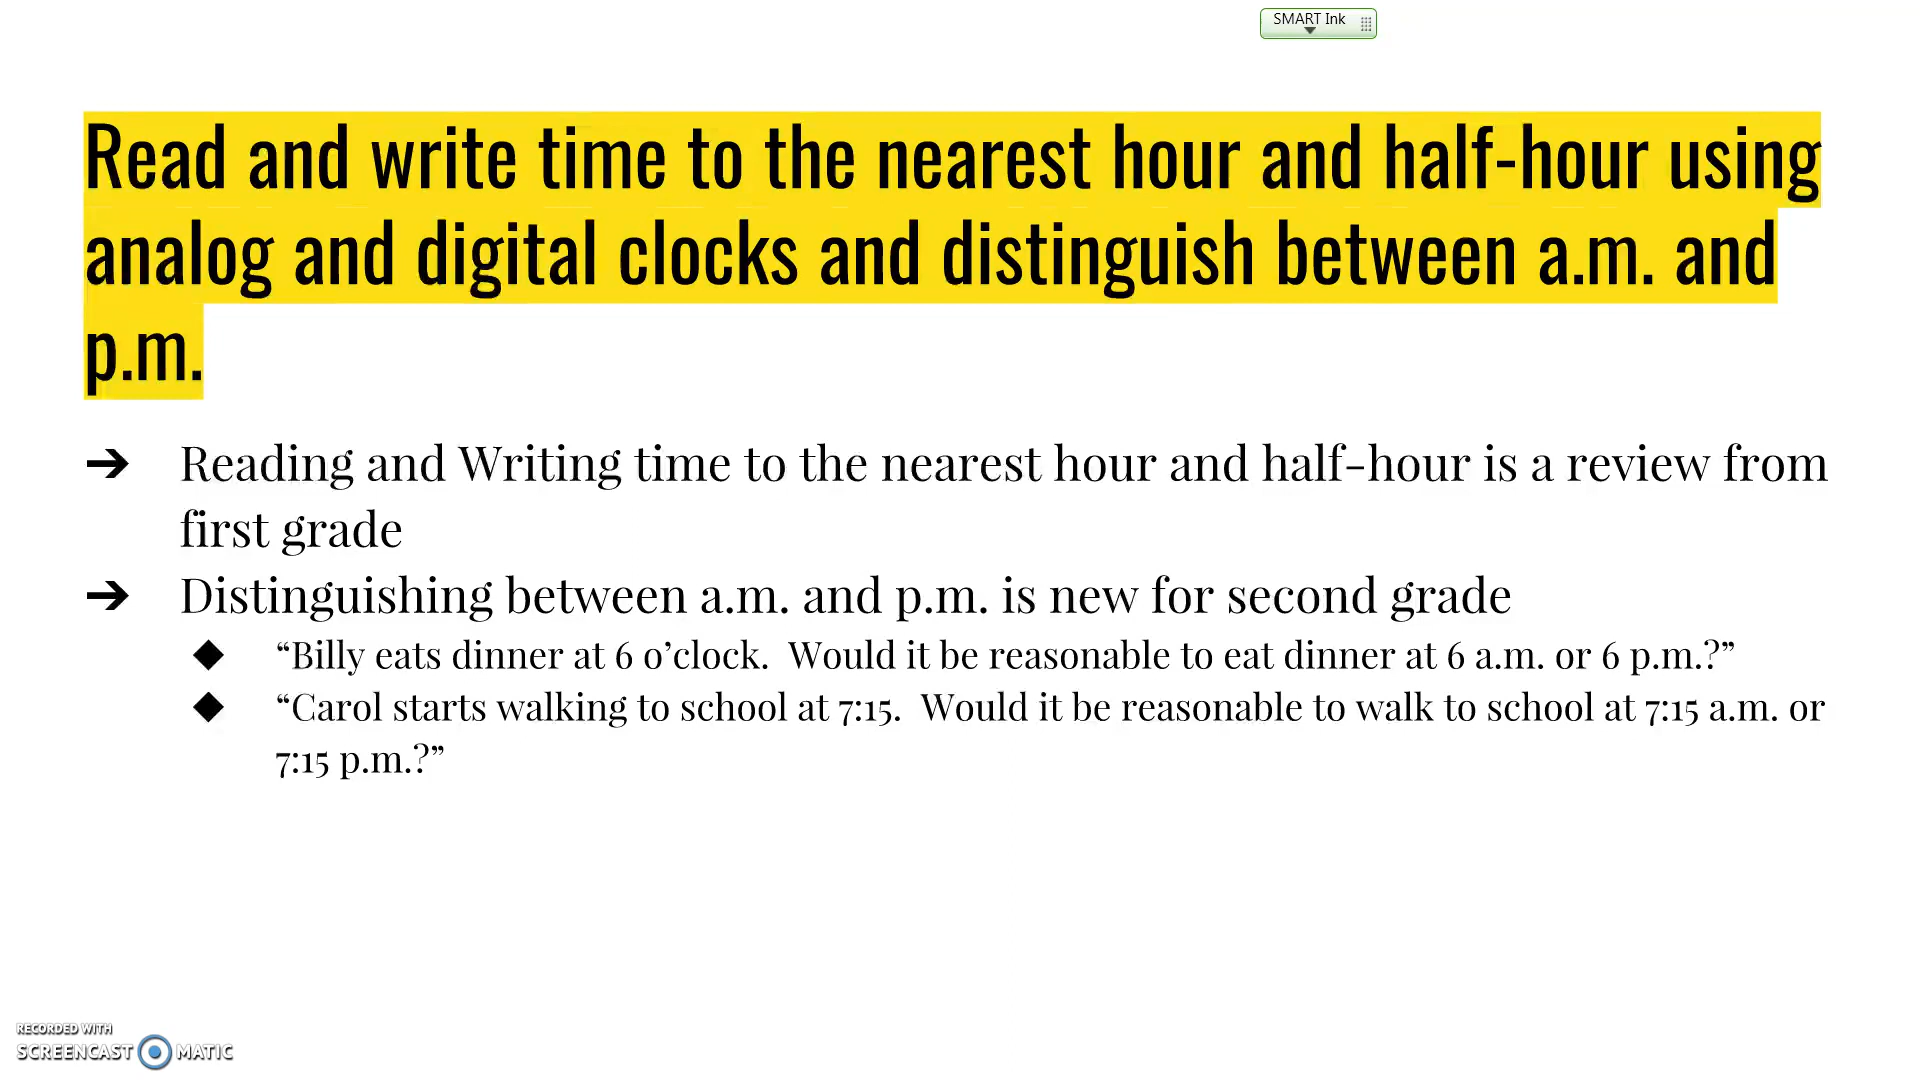 SMART Ink
Read and write time to the nearest hour and half-hour using
analog and digital clocks and distinguish between a.m. and
p.m.
➔ Reading and Writing time to the nearest hour and half-hour is a review from
first grade
➔ Distinguishing between a.m. and p.m. is new for second grade
◆ “Billy eats dinner at 6 o’clock.  Would it be reasonable to eat dinner at 6 a.m. or 6 p.m.?”
◆ “Carol starts walking to school at 7:15.  Would it be reasonable to walk to school at 7:15 a.m. or
7:15 p.m.?”
RECORDED WITH
SCREENCAST MATIC